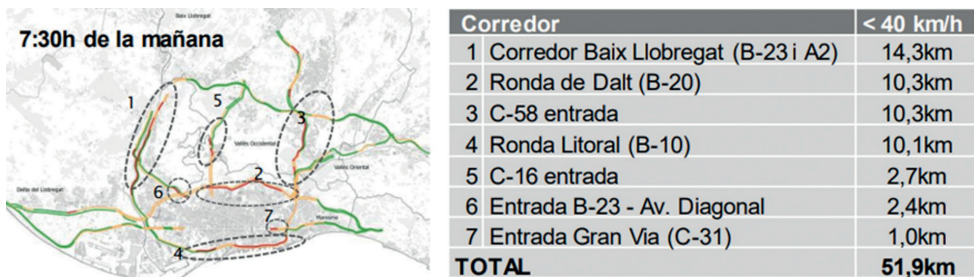 Baix Llobregat
7:30h de la mañana
1
5
3
Vallès Occidental
Vallès Oriental
2
Delta del Llobregat
6
Maresme
7
4
Corredor < 40 km/h
1 Corredor Baix Llobregat (B-23 i A2) 14,3km
2 Ronda de Dalt (B-20) 10,3km
3 C-58 entrada 10,3km
4 Ronda Litoral (B-10) 10,1km
5 C-16 entrada 2,7km
6 Entrada B-23 - Av. Diagonal 2,4km
7 Entrada Gran Via (C-31) 1,0km
TOTAL 51,9km